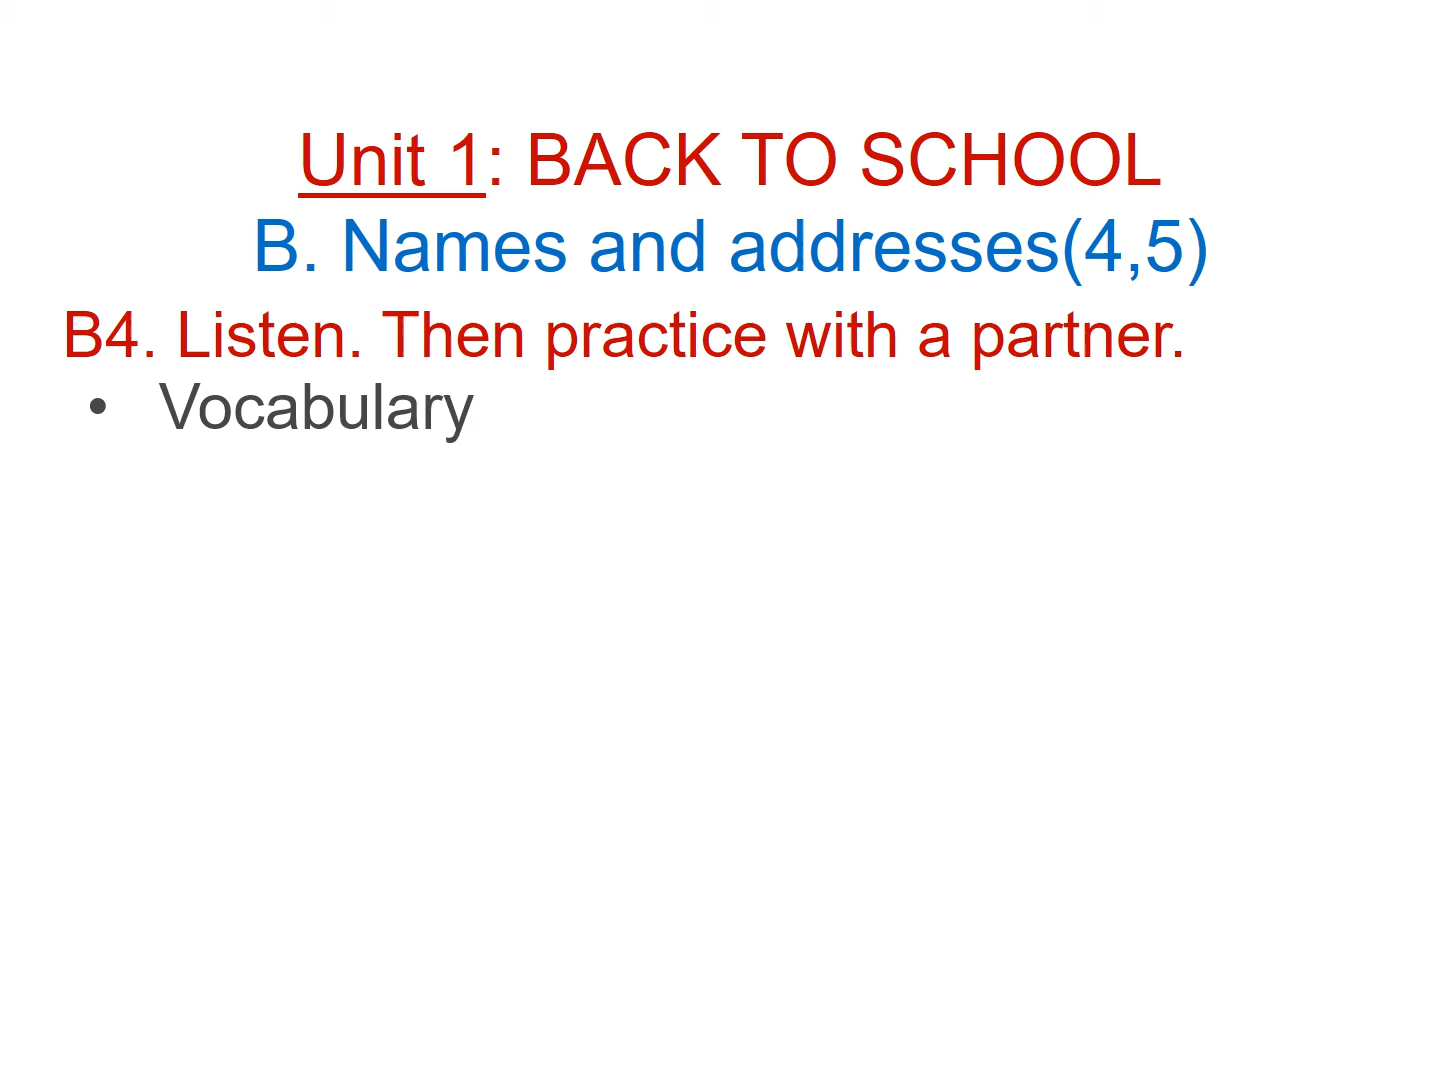 Unit 1: BACK TO SCHOOL
B. Names and addresses(4,5)
B4. Listen. Then practice with a partner.
• Vocabulary